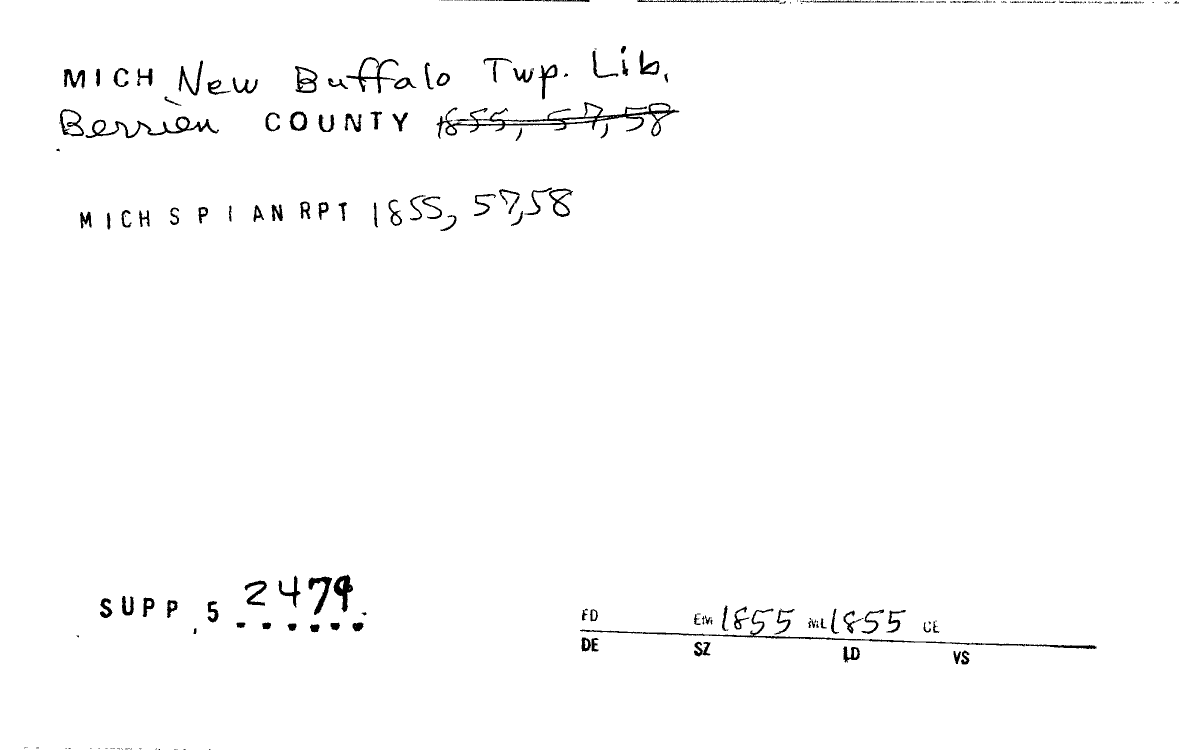 MICH New Buffalo Twp. Lib.
Berrien COUNTY 1855, 57, 58
MICH SPI AN RPT 1855, 57, 58
SUPP 5 2479
FD EM 1855 ML 1855 CE
DE SZ LD VS